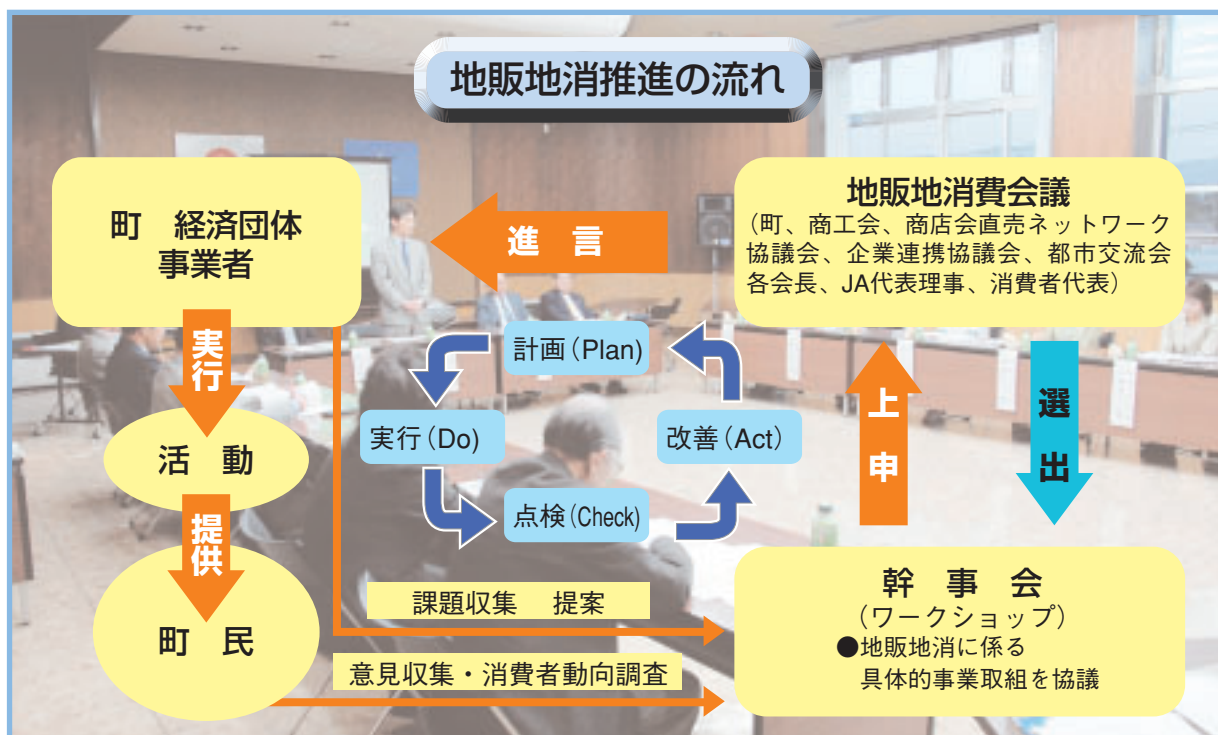 地販地消推進の流れ
町　経済団体
事業者
進　言
地販地消費会議
(町、商工会、商店会直売ネットワーク
協議会、企業連携協議会、都市交流会
各会長、JA代表理事、消費者代表)
実行
活　動
提供
町　民
計画(Plan)
実行(Do)
点検(Check)
改善(Act)
上申
選出
課題収集　提案
意見収集・消費者動向調査
幹　事　会
(ワークショップ)
●地販地消に係る
具体的事業取組を協議